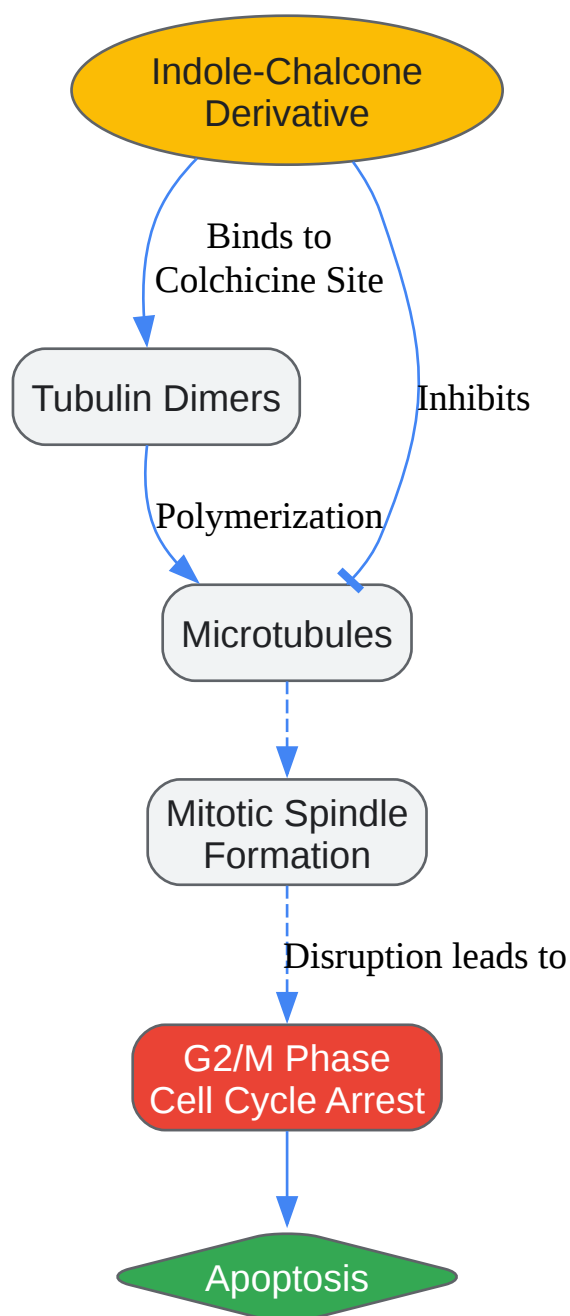 Indole-Chalcone
Derivative
Binds to
Colchicine Site
Tubulin Dimers
Inhibits
Polymerization
Microtubules
Mitotic Spindle
Formation
Disruption leads to
G2/M Phase
Cell Cycle Arrest
Apoptosis